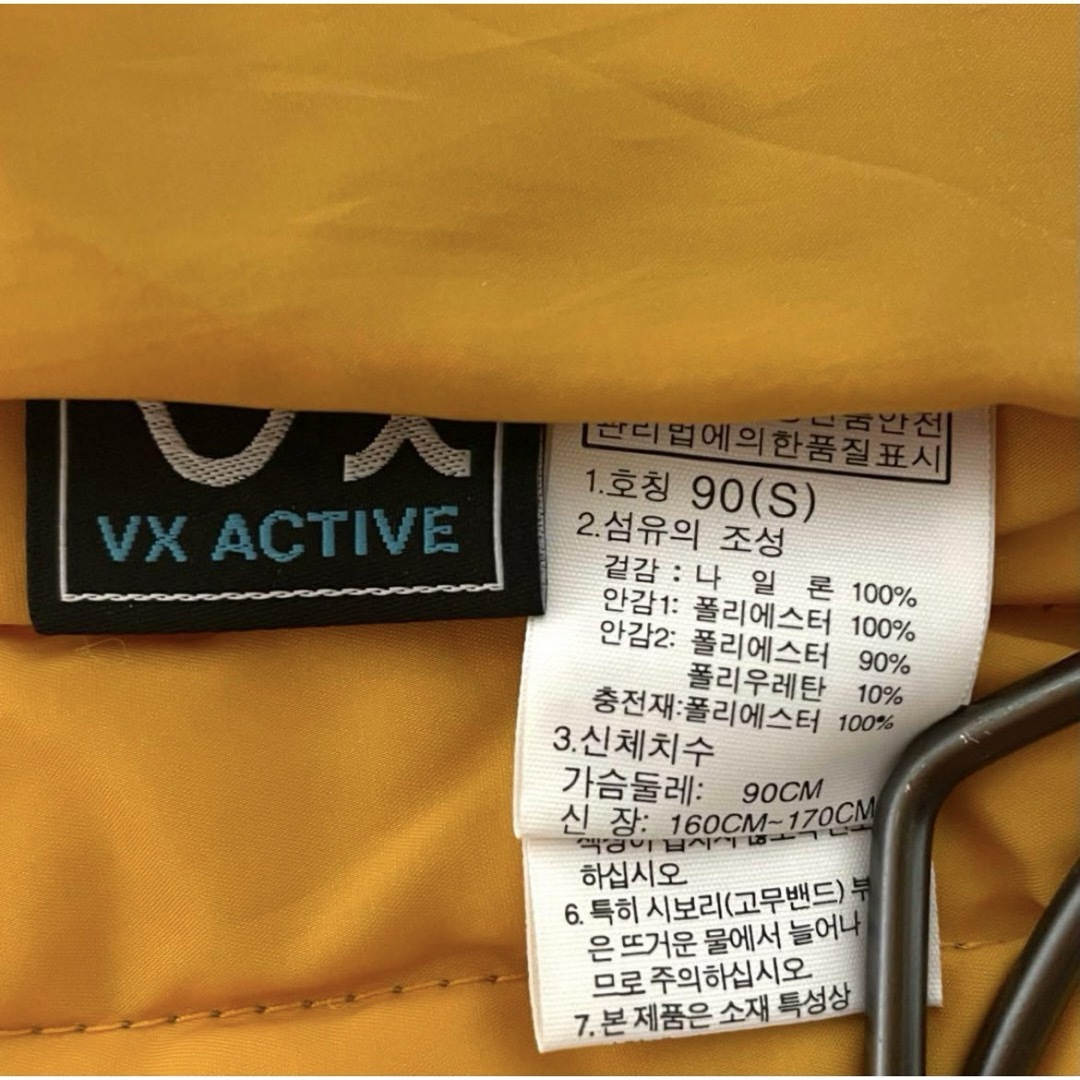 VX ACTIVE
관리법에의한품질표시
1.호칭 90(S)
2.섬유의 조성
겉감 : 나 일 론 100%
안감1: 폴리에스터 100%
안감2: 폴리에스터 90%
폴리우레탄 10%
충전재:폴리에스터 100%
3.신체치수
가슴둘레: 90CM
신 장: 160CM~170CM
하십시오.
6. 특히 시보리(고무밴드) 부
은 뜨거운 물에서 늘어나
므로 주의하십시오.
7. 본 제품은 소재 특성상